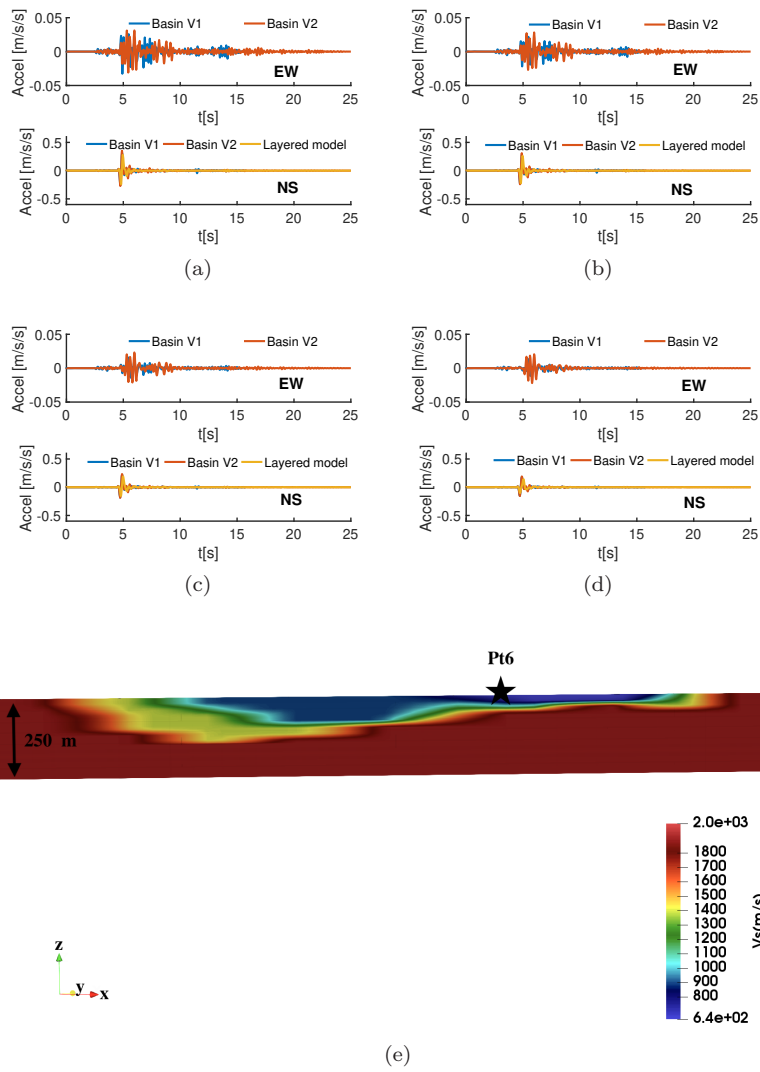 Basin V1 Basin V2
Accel [m/s/s]
0.05
0
-0.05
EW
0 5 10 15 20 25
t[s]
Basin V1 Basin V2 Layered model
Accel [m/s/s]
0.5
0
-0.5
NS
0 5 10 15 20 25
t[s]
(a)
Basin V1 Basin V2
Accel [m/s/s]
0.05
0
-0.05
EW
0 5 10 15 20 25
t[s]
Basin V1 Basin V2 Layered model
Accel [m/s/s]
0.5
0
-0.5
NS
0 5 10 15 20 25
t[s]
(b)
Basin V1 Basin V2
Accel [m/s/s]
0.05
0
-0.05
EW
0 5 10 15 20 25
t[s]
Basin V1 Basin V2 Layered model
Accel [m/s/s]
0.5
0
-0.5
NS
0 5 10 15 20 25
t[s]
(c)
Basin V1 Basin V2
Accel [m/s/s]
0.05
0
-0.05
EW
0 5 10 15 20 25
t[s]
Basin V1 Basin V2 Layered model
Accel [m/s/s]
0.5
0
-0.5
NS
0 5 10 15 20 25
t[s]
(d)
Pt6
250 m
2.0e+03
1800
1700
1600
1500
1400
1300
1200
1100
1000
900
800
6.4e+02
Vs(m/s)
z
y
x
(e)